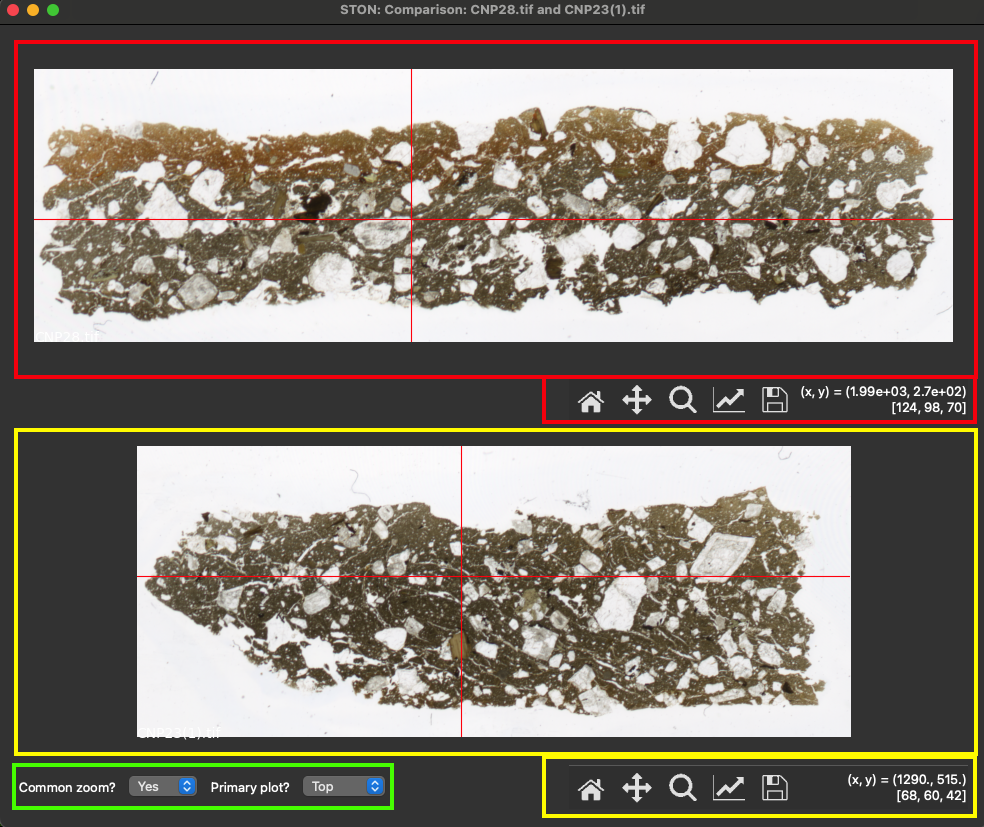 STON: Comparison: CNP28.tif and CNP23(1).tif
CNP28.tif
(x, y) = (1.99e+03, 2.7e+02)
[124, 98, 70]
CNP23(1).tif
Common zoom? Yes Primary plot? Top
(x, y) = (1290., 515.)
[68, 60, 42]